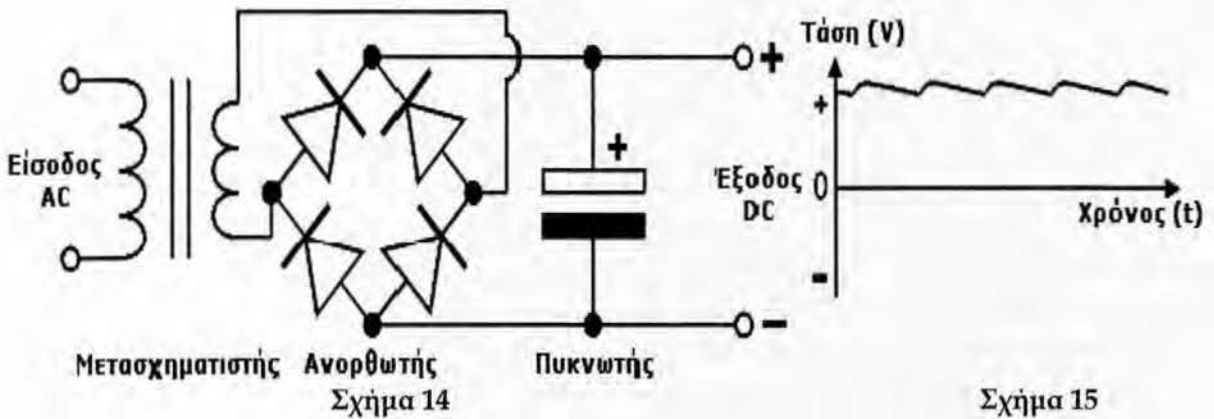 Τάση (V)
+
+
Είσοδος
AC
+
Έξοδος
DC
0
Χρόνος (t)
-
-
Μετασχηματιστής Ανορθωτής Πυκνωτής
Σχήμα 14
Σχήμα 15